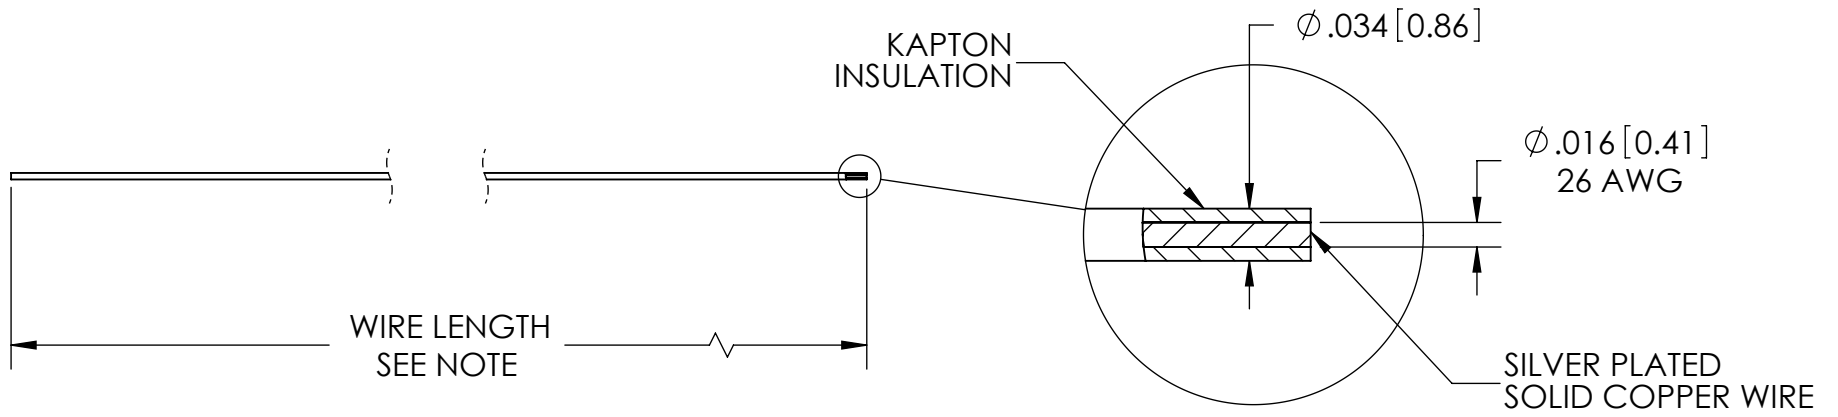 KAPTON
INSULATION
∅ .034 [0.86]
∅ .016 [0.41]
26 AWG
WIRE LENGTH
SEE NOTE
SILVER PLATED
SOLID COPPER WIRE